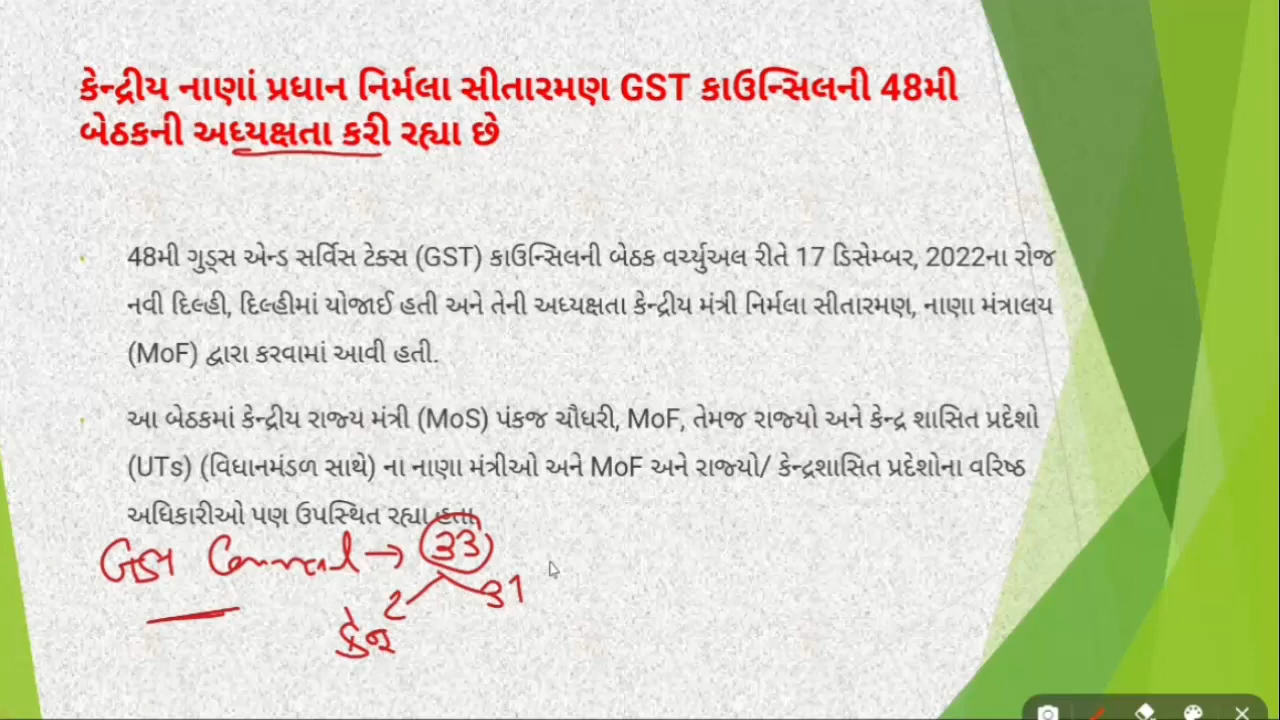 કેન્દ્રીય નાણાં પ્રધાન નિર્મલા સીતારમણ GST કાઉન્સિલની 48મી
બેઠકની અધ્યક્ષતા કરી રહ્યા છે
48મી ગુડ્સ એન્ડ સર્વિસ ટેક્સ (GST) કાઉન્સિલની બેઠક વર્ચ્યુઅલ રીતે 17 ડિસેમ્બર, 2022ના રોજ
નવી દિલ્હી, દિલ્હીમાં યોજાઈ હતી અને તેની અધ્યક્ષતા કેન્દ્રીય મંત્રી નિર્મલા સીતારમણ, નાણા મંત્રાલય
(MoF) દ્વારા કરવામાં આવી હતી.
આ બેઠકમાં કેન્દ્રીય રાજ્ય મંત્રી (MoS) પંકજ ચૌધરી, MoF, તેમજ રાજ્યો અને કેન્દ્ર શાસિત પ્રદેશો
(UTs) (વિધાનમંડળ સાથે) ના નાણા મંત્રીઓ અને MoF અને રાજ્યો/ કેન્દ્રશાસિત પ્રદેશોના વરિષ્ઠ
અધિકારીઓ પણ ઉપસ્થિત રહ્યા હતા
GST → 33
2 31